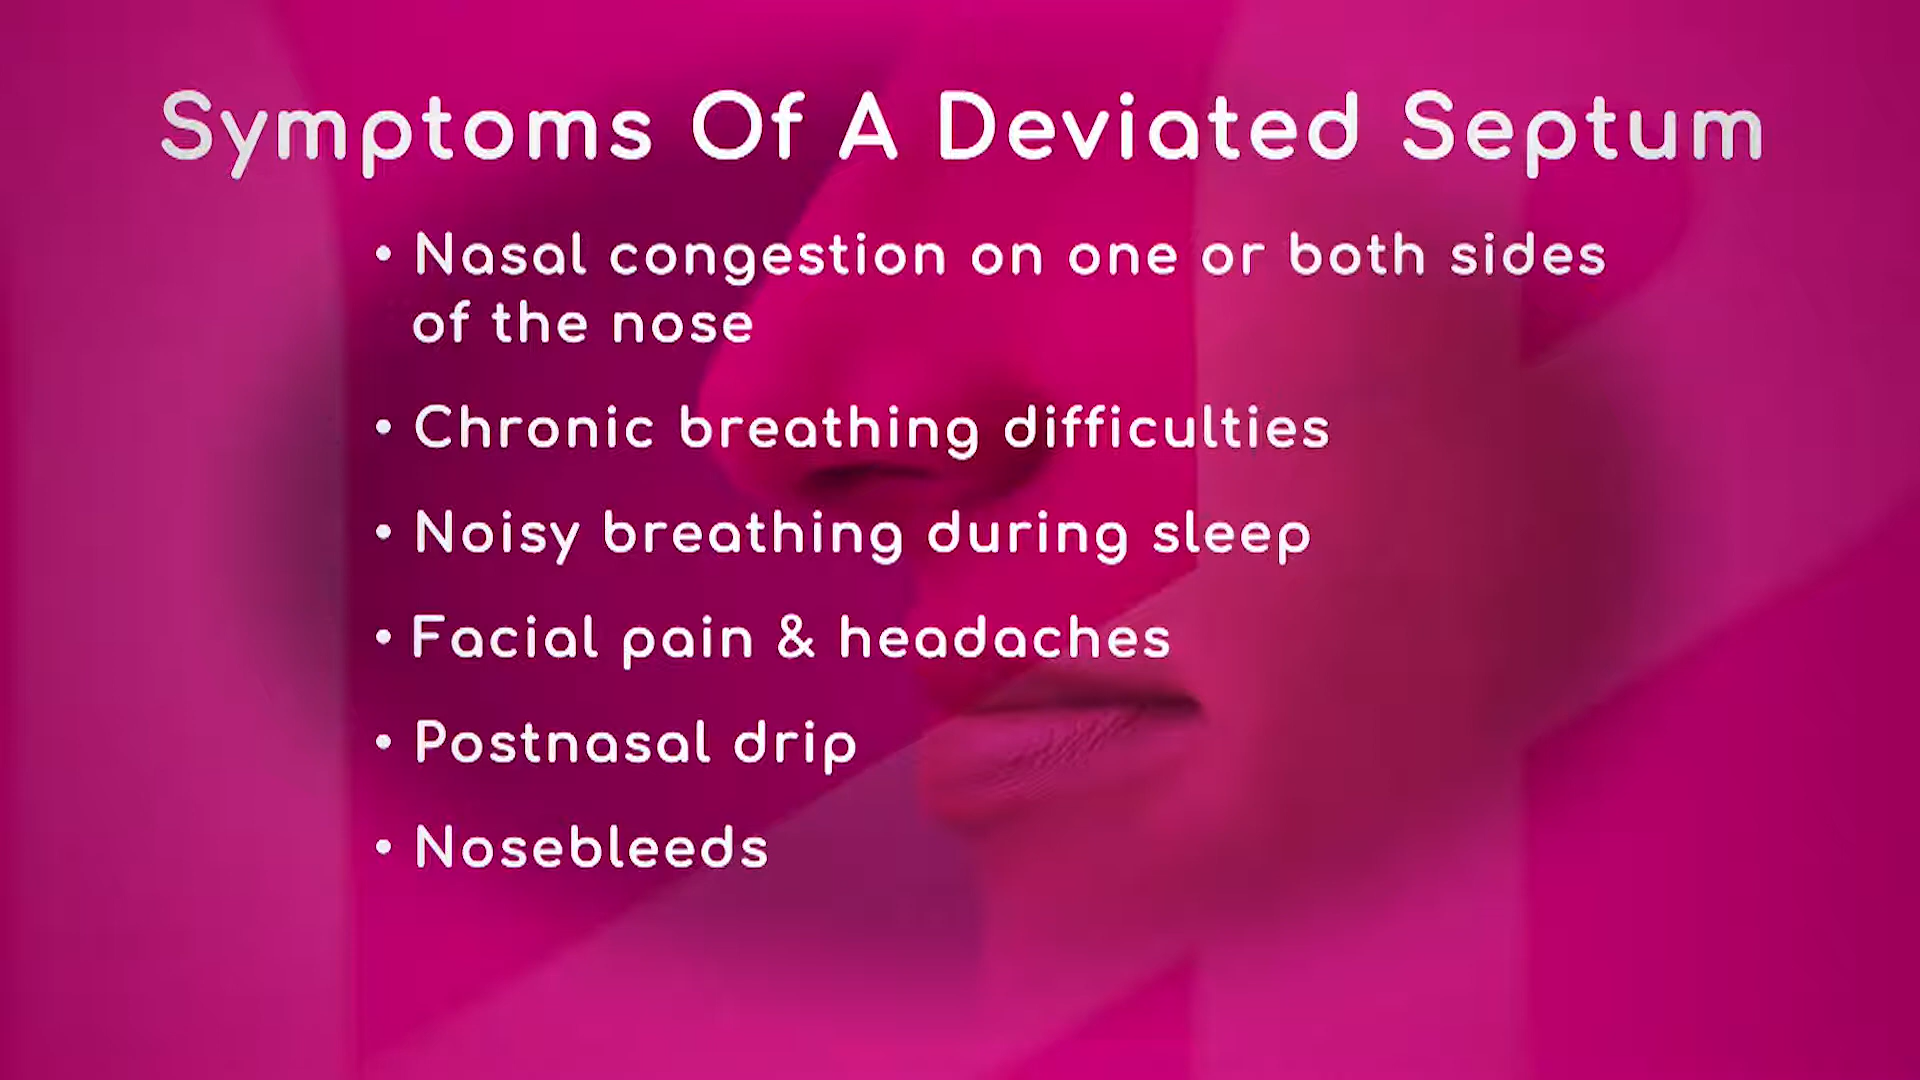 Symptoms Of A Deviated Septum
• Nasal congestion on one or both sides
of the nose
• Chronic breathing difficulties
• Noisy breathing during sleep
• Facial pain & headaches
• Postnasal drip
• Nosebleeds